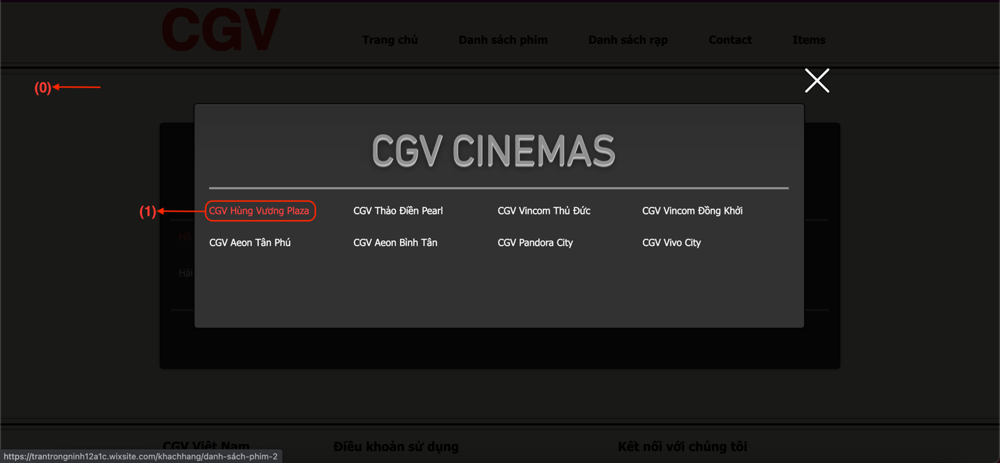 CGV
Trang chủ Danh sách phim Danh sách rạp Contact Items
(0)
CGV CINEMAS
(1) CGV Hùng Vương Plaza CGV Thảo Điền Pearl CGV Vincom Thủ Đức CGV Vincom Đồng Khởi
Hồ
CGV Aeon Tân Phú CGV Aeon Bình Tân CGV Pandora City CGV Vivo City
Hải
CGV Việt Nam Điều khoản sử dụng Kết nối với chúng tôi
https://trantrongninh12a1c.wixsite.com/khachhang/danh-sách-phim-2